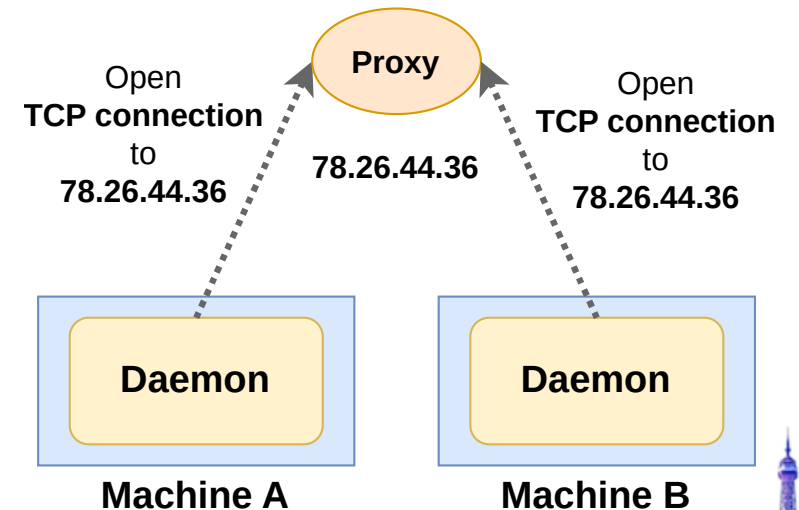 Proxy
Open
TCP connection
to
78.26.44.36
78.26.44.36
Open
TCP connection
to
78.26.44.36
Daemon
Daemon
Machine A
Machine B